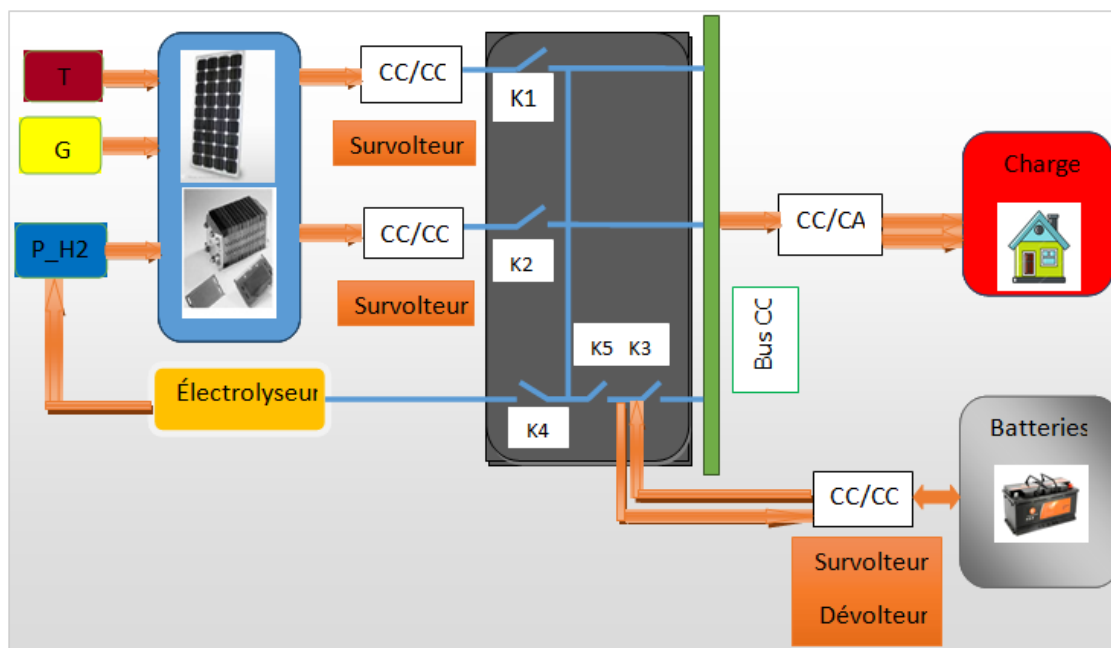 T
G
P_H2
CC/CC
Survolteur
CC/CC
Survolteur
Électrolyseur
K1
K2
K5 K3
K4
Bus CC
CC/CA
Charge
CC/CC
Survolteur
Dévolteur
Batteries